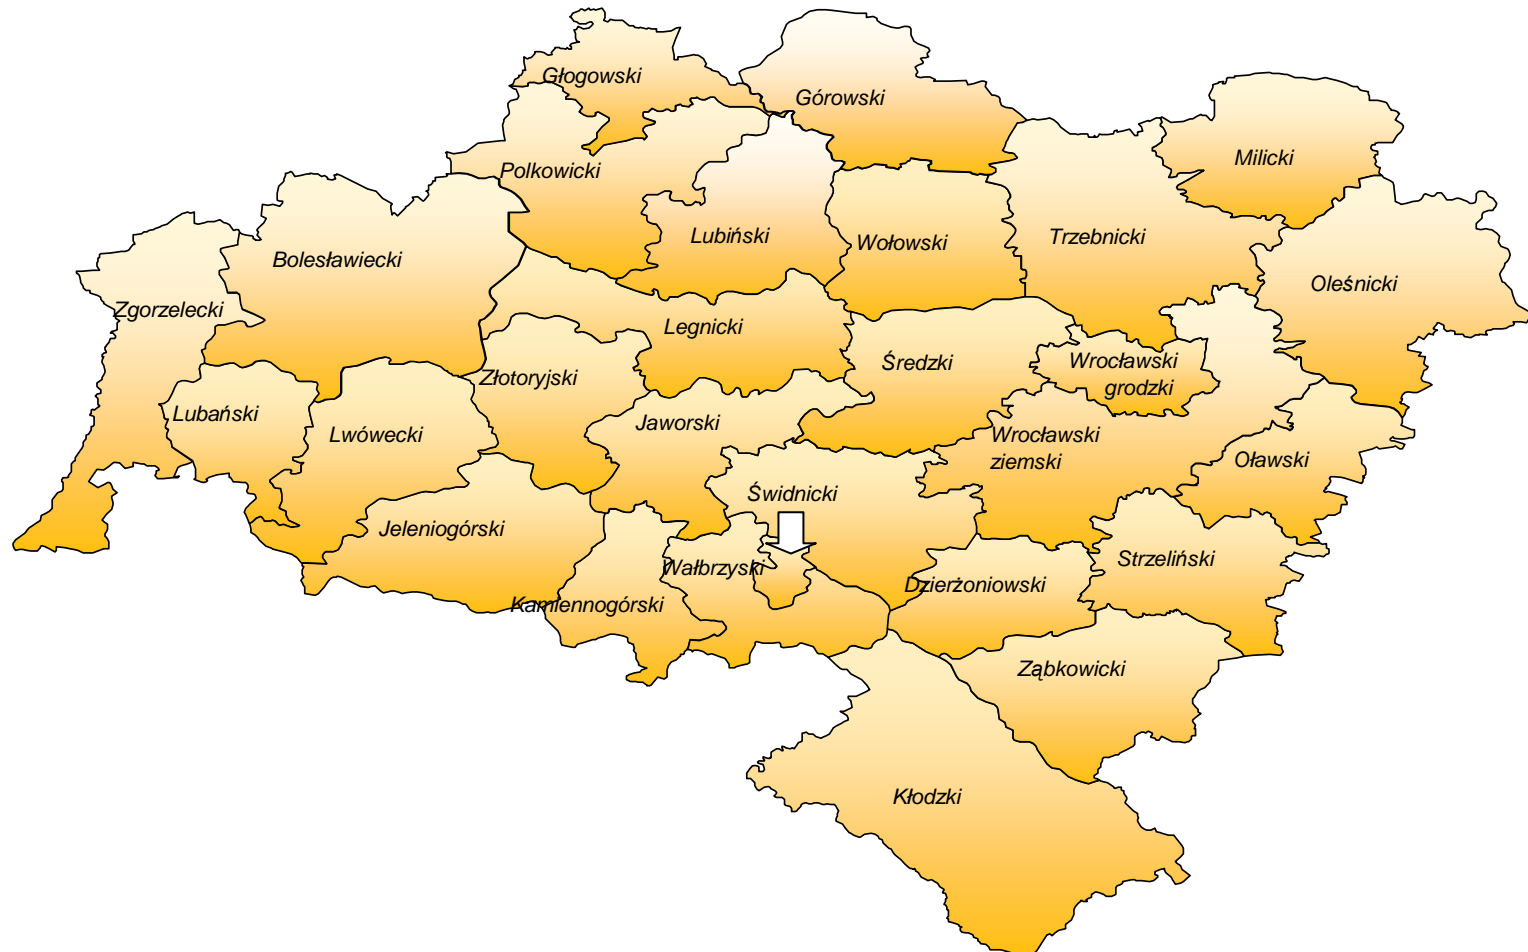 Głogowski
Górowski
Milicki
Polkowicki
Lubiński
Wołowski
Trzebnicki
Bolesławiecki
Oleśnicki
Zgorzelecki
Legnicki
Średzki
Wrocławski
grodzki
Złotoryjski
Lubański
Lwówecki
Jaworski
Wrocławski
ziemski
Oławski
Świdnicki
Jeleniogórski
Strzeliński
Wałbrzyski
Dzierżoniowski
Kamiennogórski
Ząbkowicki
Kłodzki